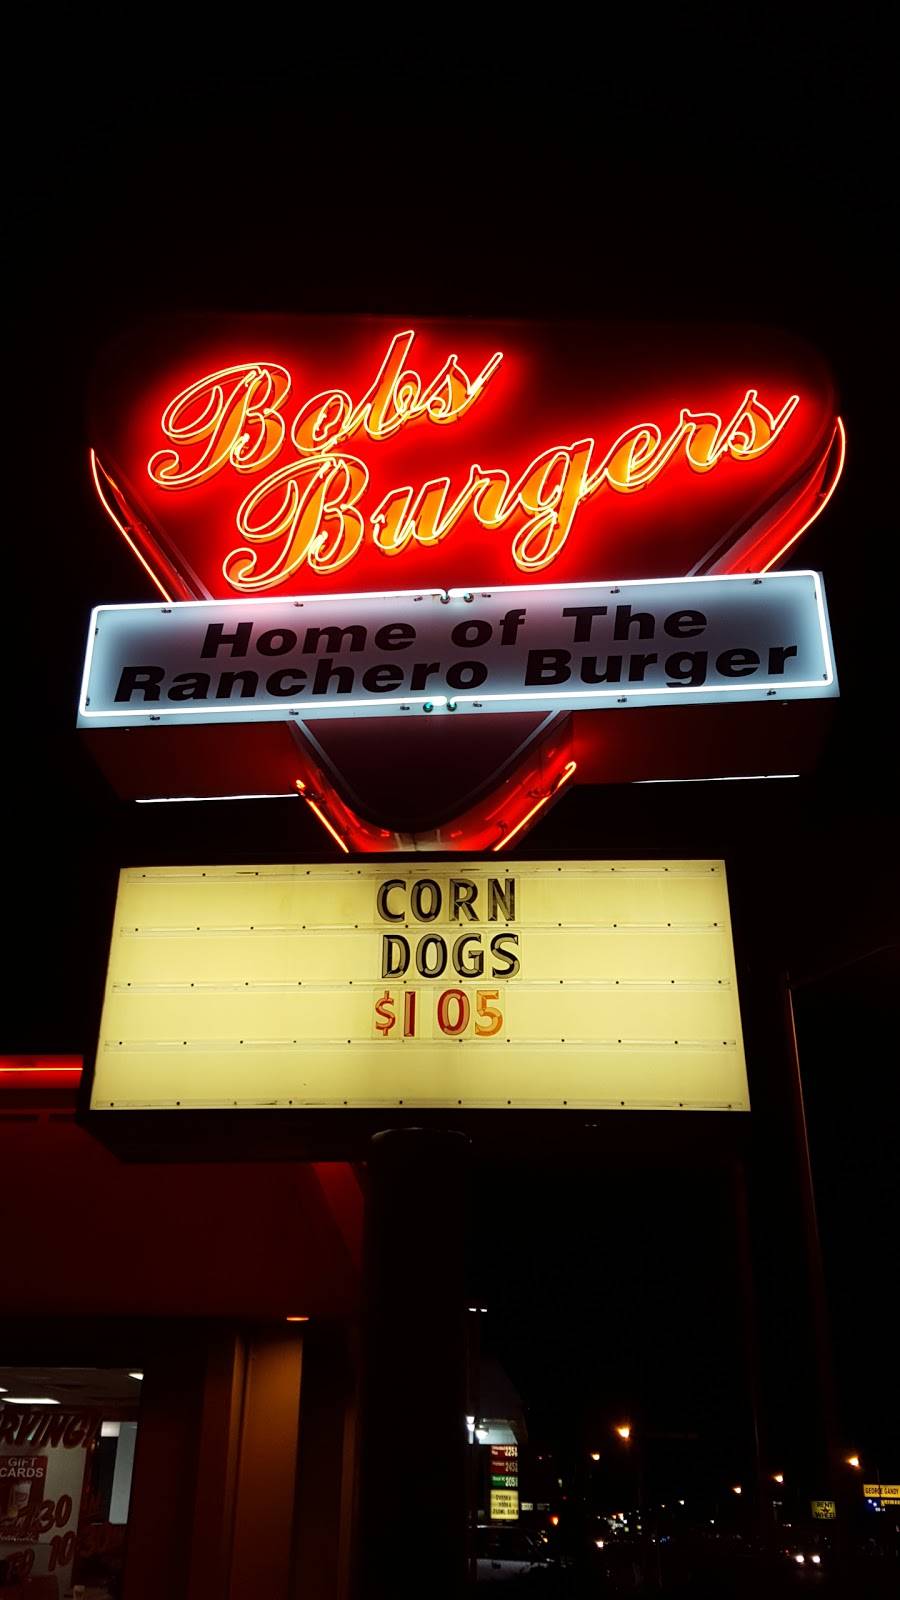 Bobs
Burgers
Home of The
Ranchero Burger
CORN
DOGS
$1 05
GIFT
CARDS